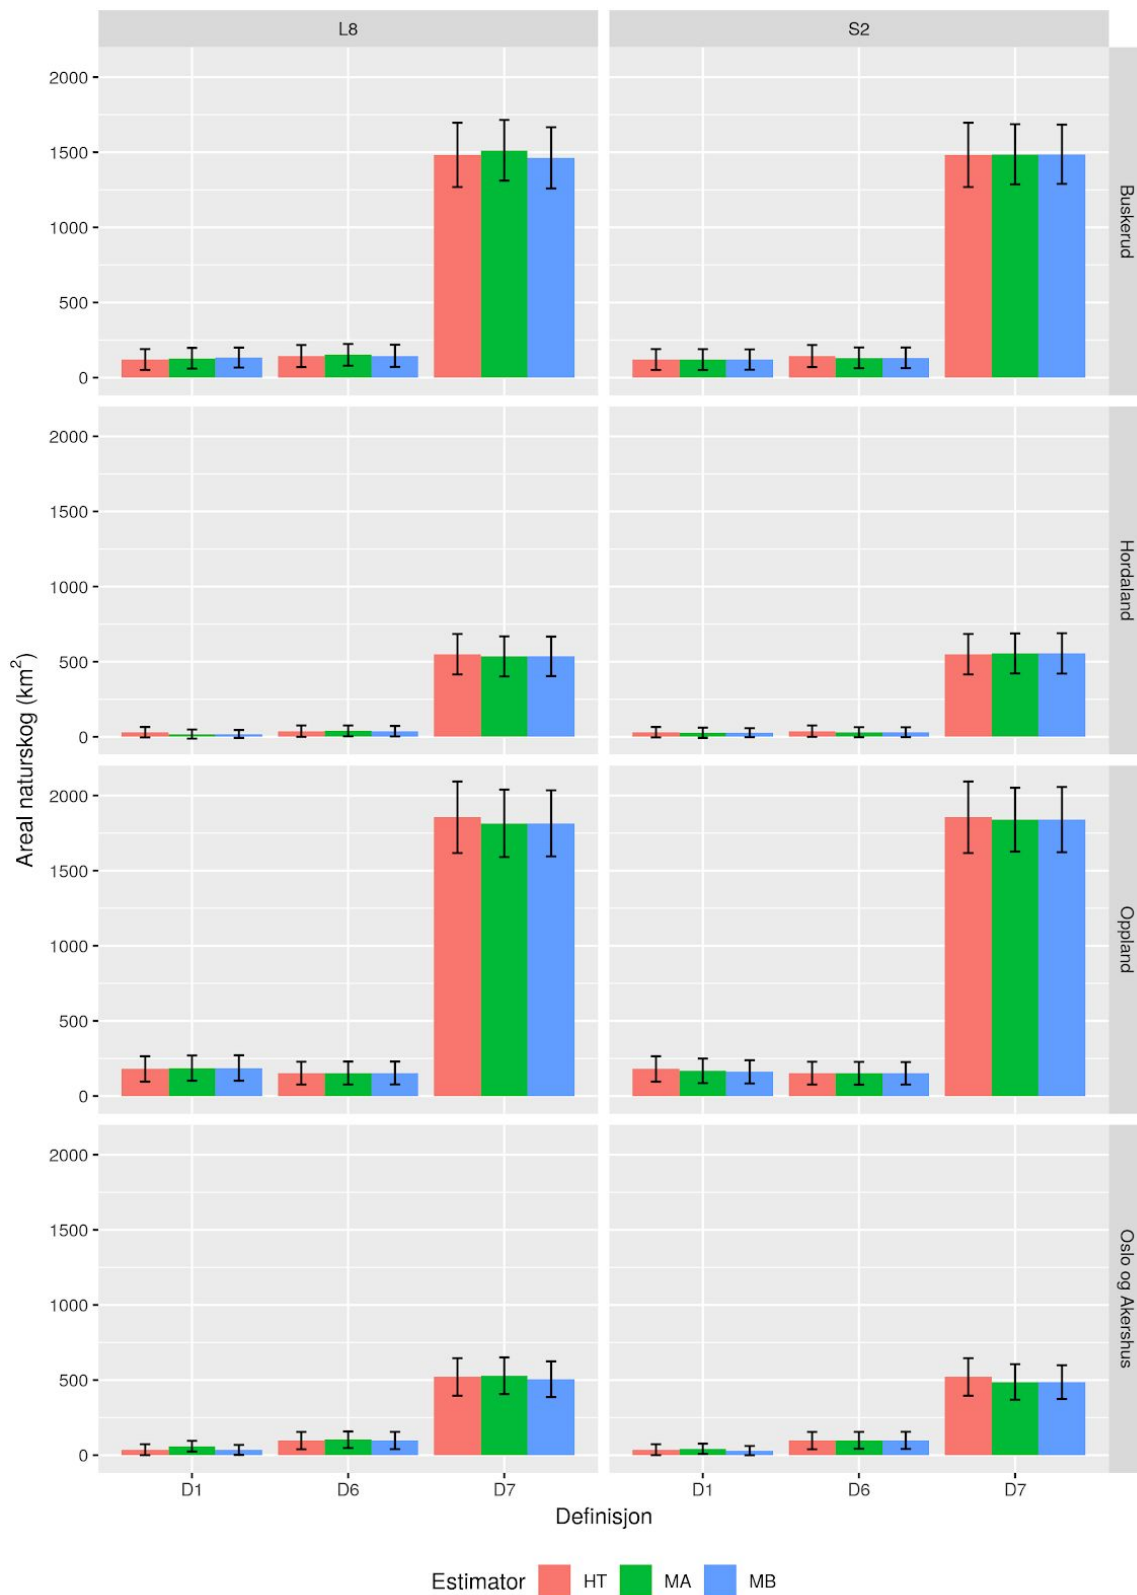 L8
S2
2000
1500
1000
500
0
Buskerud
2000
1500
1000
500
0
Hordaland
2000
1500
1000
500
0
Oppland
2000
1500
1000
500
0
Oslo og Akershus
Areal naturskog (km²)
D1 D6 D7
D1 D6 D7
Definisjon
Estimator HT MA MB